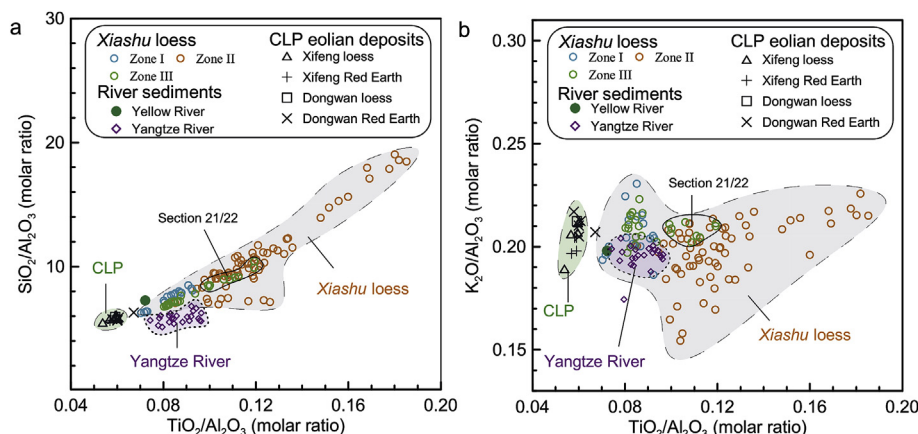 a
30
20
10
0
SiO₂/Al₂O₃ (molar ratio)
Xiashu loess
Zone I
Zone II
Zone III
River sediments
Yellow River
Yangtze River
CLP eolian deposits
Xifeng loess
Xifeng Red Earth
Dongwan loess
Dongwan Red Earth
Section 21/22
CLP
Xiashu loess
Yangtze River
0.04
0.08
0.12
0.16
0.20
TiO₂/Al₂O₃ (molar ratio)
b
0.30
0.25
0.20
0.15
0.13
K₂O/Al₂O₃ (molar ratio)
Xiashu loess
Zone I
Zone II
Zone III
River sediments
Yellow River
Yangtze River
CLP eolian deposits
Xifeng loess
Xifeng Red Earth
Dongwan loess
Dongwan Red Earth
Section 21/22
CLP
Yangtze River
Xiashu loess
0.04
0.08
0.12
0.16
0.20
TiO₂/Al₂O₃ (molar ratio)